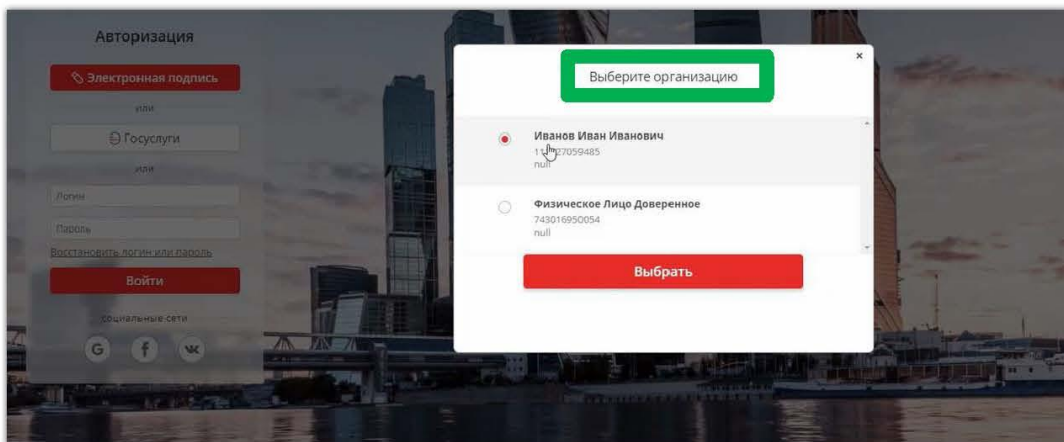 Авторизация
Электронная подпись
или
Госуслуги
или
Логин
Пароль
Восстановить логин или пароль
Войти
социальные сети
G f
×
Выберите организацию
Иванов Иван Иванович
27059485
null
Физическое Лицо Доверенное
743016950054
null
Выбрать